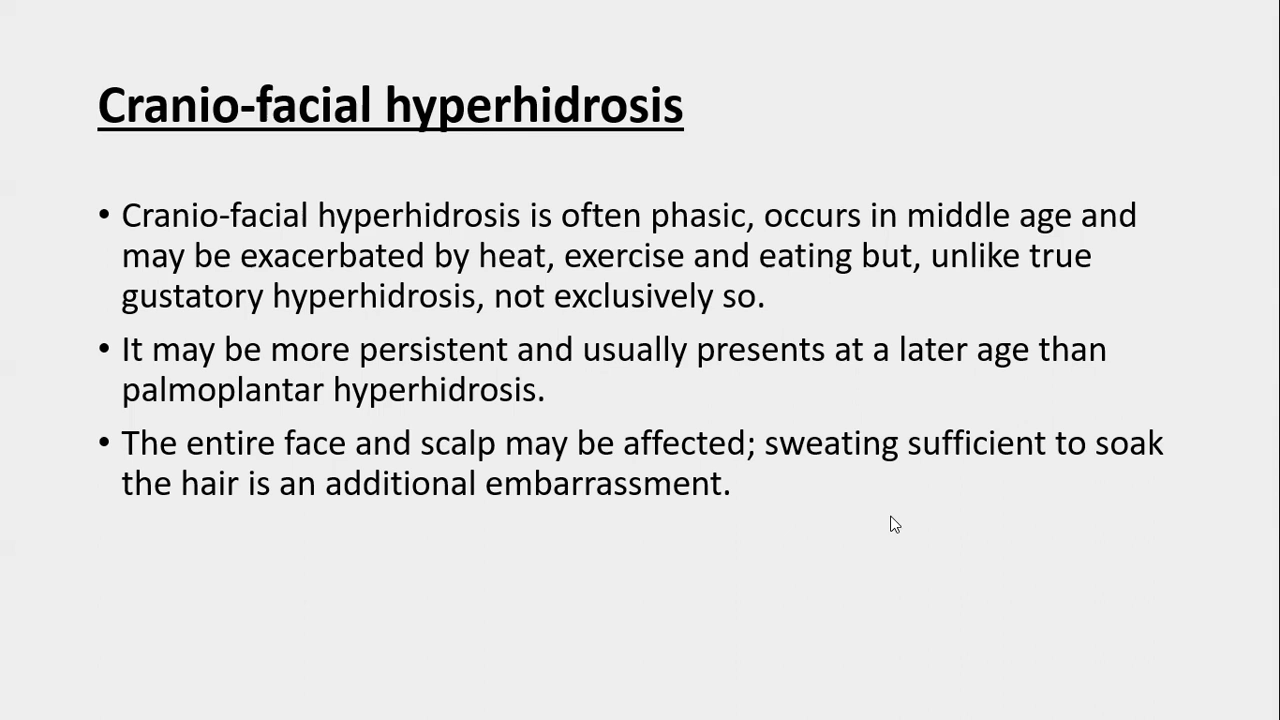 Cranio-facial hyperhidrosis
• Cranio-facial hyperhidrosis is often phasic, occurs in middle age and
may be exacerbated by heat, exercise and eating but, unlike true
gustatory hyperhidrosis, not exclusively so.
• It may be more persistent and usually presents at a later age than
palmoplantar hyperhidrosis.
• The entire face and scalp may be affected; sweating sufficient to soak
the hair is an additional embarrassment.